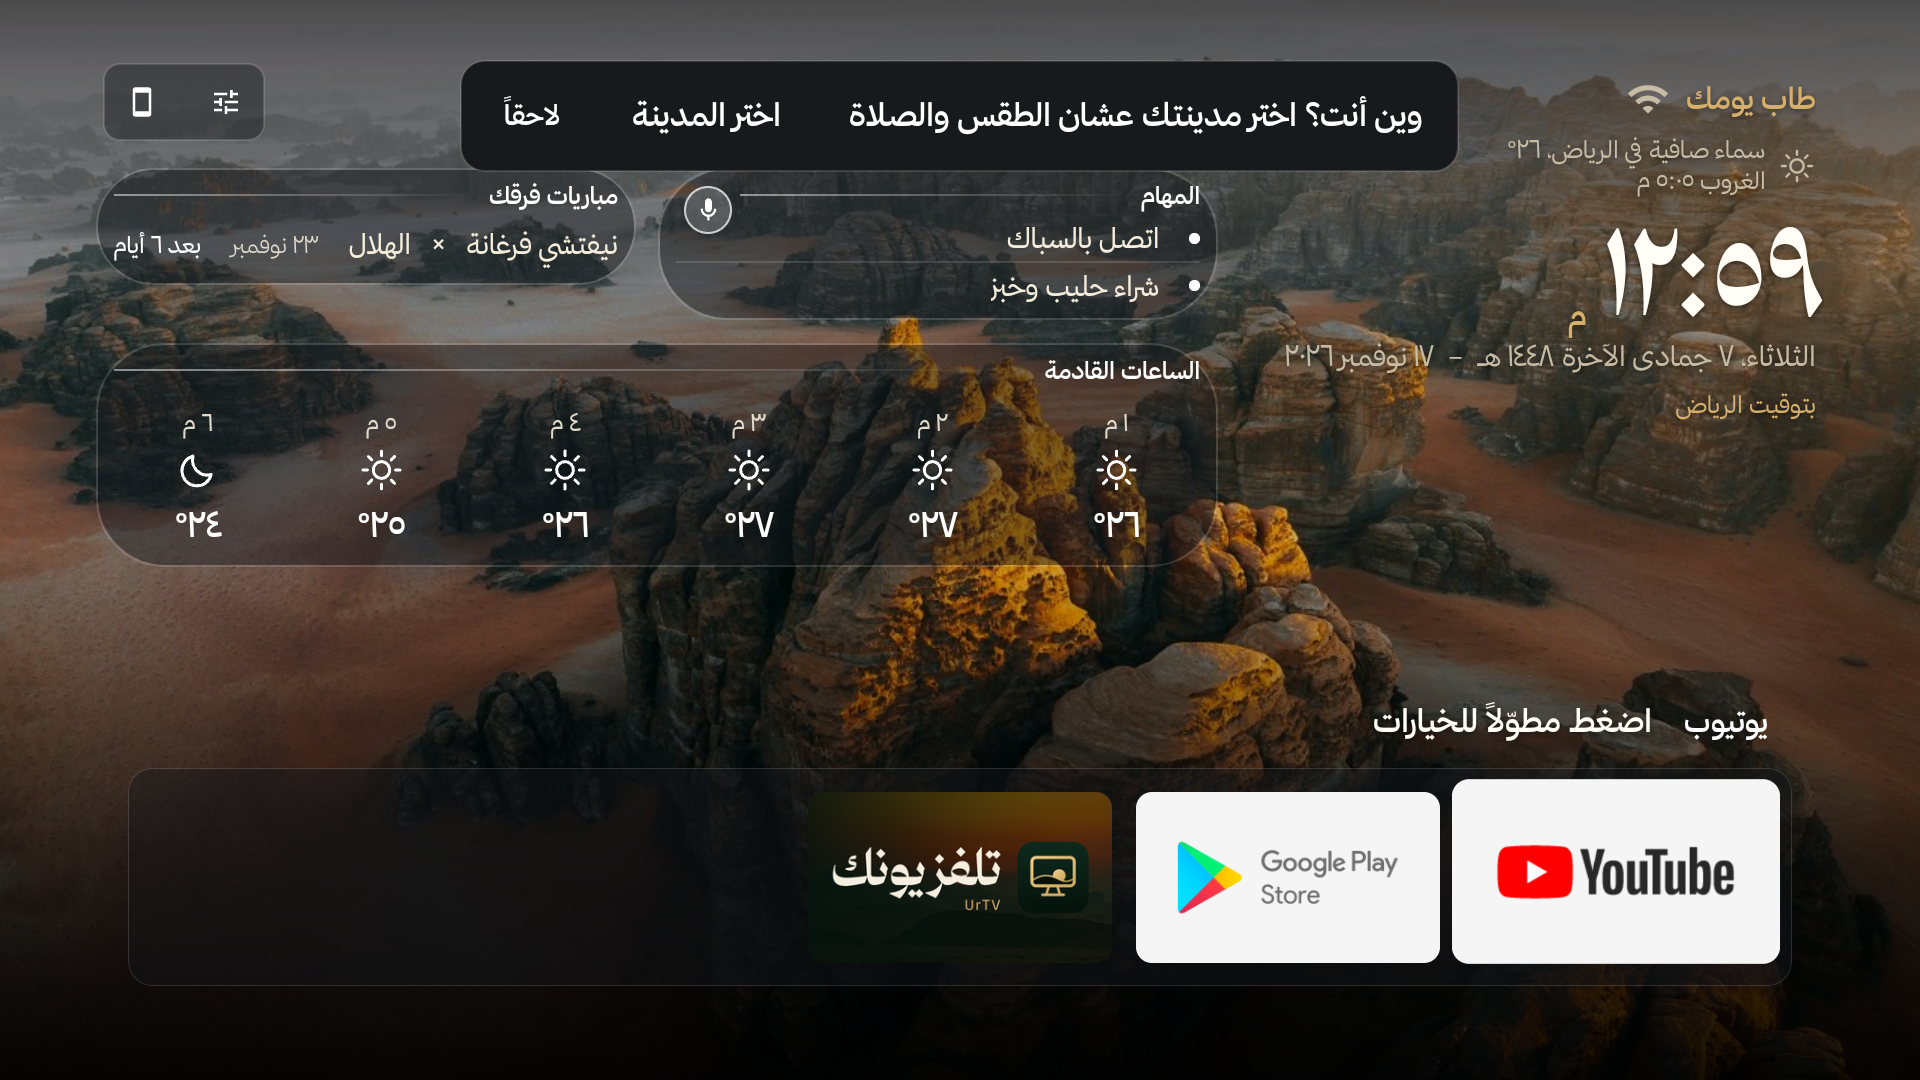 طاب يومك
سماء صافية في الرياض، ٢٦°
الغروب ٥:٠٥ م
١٢:٥٩ م
الثلاثاء، ٧ جمادى الآخرة ١٤٤٨ هـ – ١٧ نوفمبر ٢٠٢٦
بتوقيت الرياض
وين أنت؟ اختر مدينتك عشان الطقس والصلاة
اختر المدينة
لاحقاً
المهام
اتصل بالسباك
شراء حليب وخبز
مباريات فرقك
نيفتشي فرغانة × الهلال ٢٣ نوفمبر بعد ٦ أيام
الساعات القادمة
١ م ٢ م ٣ م ٤ م ٥ م ٦ م
٢٦° ٢٧° ٢٧° ٢٦° ٢٥° ٢٤°
يوتيوب اضغط مطوّلاً للخيارات
YouTube
Google Play
Store
تلفزيونك
UrTV